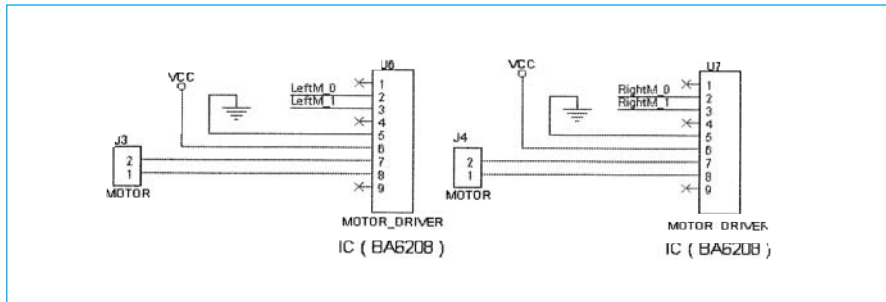 U6
VCC
LeftM_0
LeftM_1
1
2
3
4
5
6
7
8
9
J3
2
1
MOTOR
MOTOR_DRIVER
IC ( BA6208 )
U7
VCC
RightM_0
RightM_1
1
2
3
4
5
6
7
8
9
J4
2
1
MOTOR
MOTOR DRIVER
IC ( BA6208 )